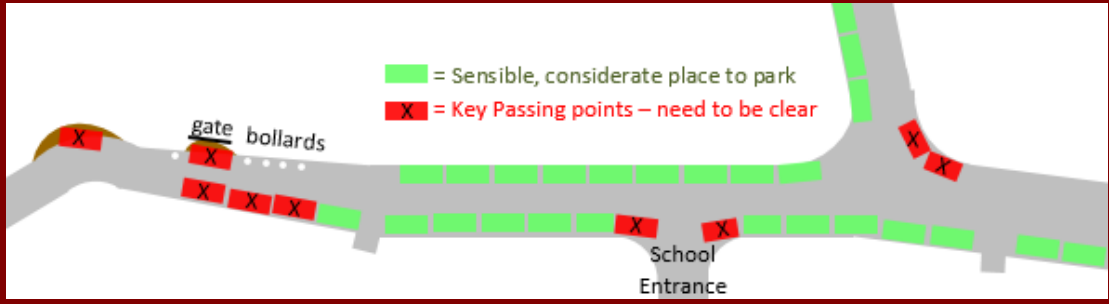 = Sensible, considerate place to park
X = Key Passing points – need to be clear
gate bollards
X
X
X
X X X
X
X
X X
School
Entrance